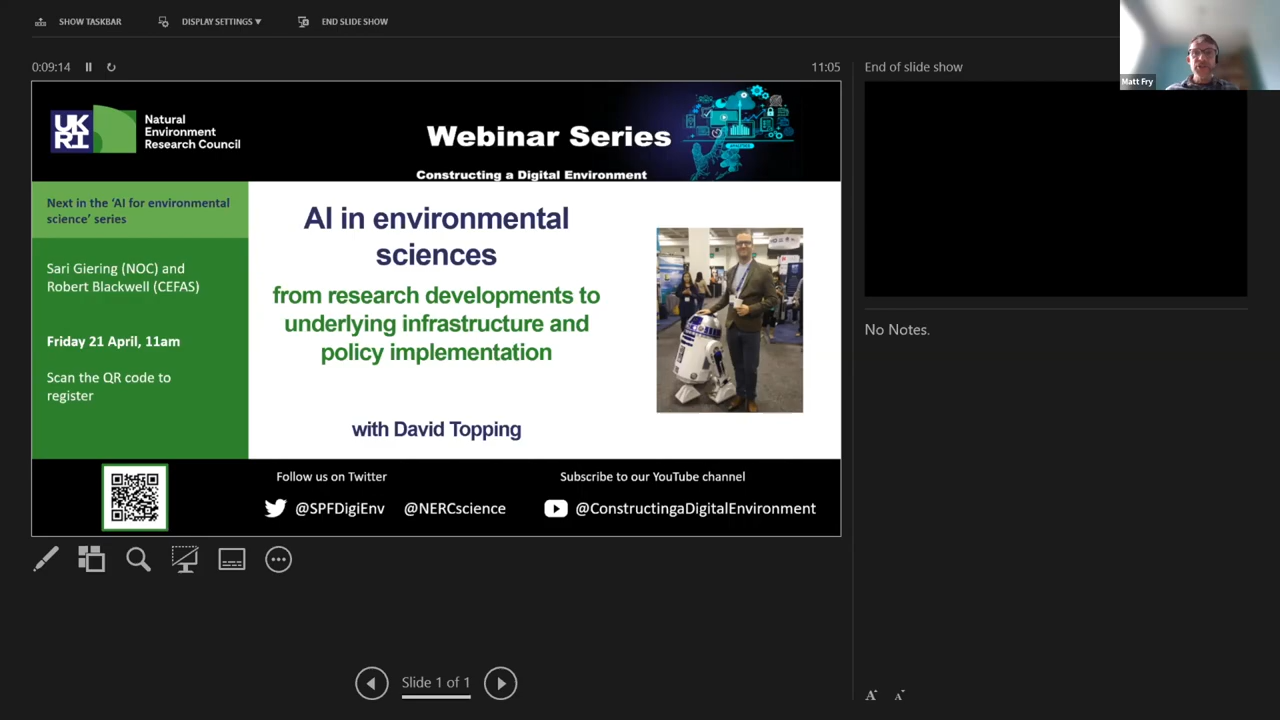 SHOW TASKBAR
DISPLAY SETTINGS ▼
END SLIDE SHOW
0:09:14
11:05
End of slide show
Matt Fry
UK
RI
Natural
Environment
Research Council
Webinar Series
Constructing a Digital Environment
ANALYSIS
Next in the 'AI for environmental
science' series
Sari Giering (NOC) and
Robert Blackwell (CEFAS)
Friday 21 April, 11am
Scan the QR code to
register
AI in environmental
sciences
from research developments to
underlying infrastructure and
policy implementation
with David Topping
Follow us on Twitter
@SPFDigiEnv
@NERCscience
Subscribe to our YouTube channel
@ConstructingaDigitalEnvironment
No Notes.
Slide 1 of 1
A
A